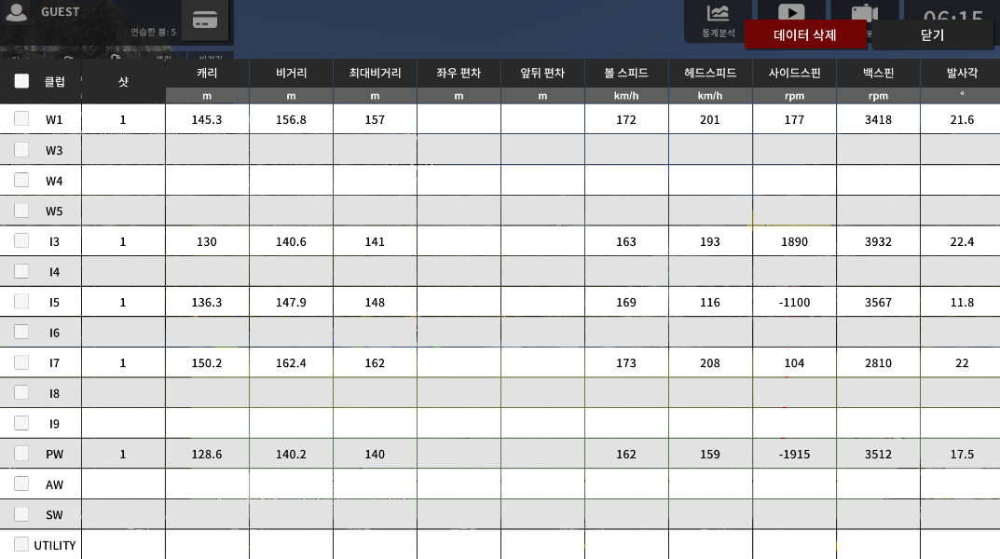 GUEST
연습한 볼: 5
통계분석
06:15
데이터 삭제
닫기
클럽 샷 캐리 비거리 최대비거리 좌우 편차 앞뒤 편차 볼 스피드 헤드스피드 사이드스핀 백스핀 발사각
m m m m m km/h km/h rpm rpm °
W1 1 145.3 156.8 157 172 201 177 3418 21.6
W3
W4
W5
I3 1 130 140.6 141 163 193 1890 3932 22.4
I4
I5 1 136.3 147.9 148 169 116 -1100 3567 11.8
I6
I7 1 150.2 162.4 162 173 208 104 2810 22
I8
I9
PW 1 128.6 140.2 140 162 159 -1915 3512 17.5
AW
SW
UTILITY